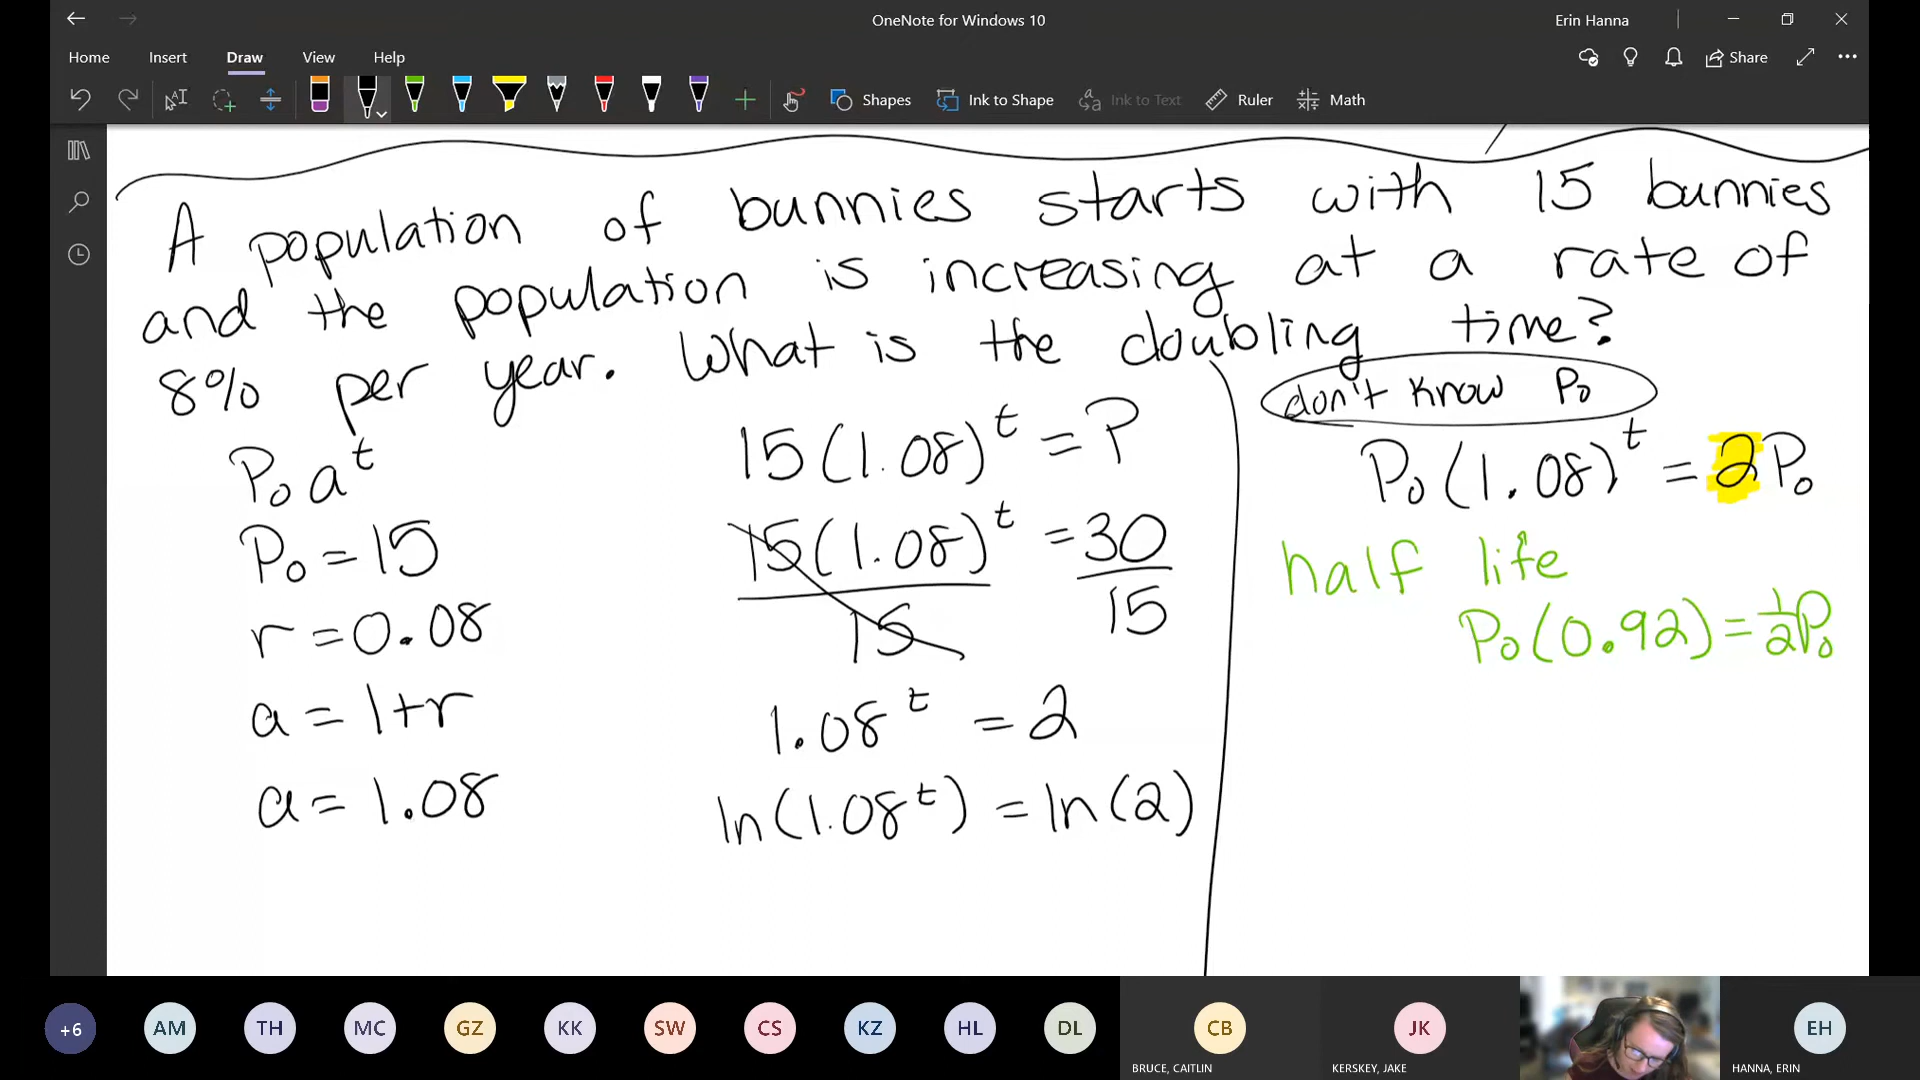 OneNote for Windows 10
Erin Hanna
Home Insert Draw View Help
Share
Shapes Ink to Shape Ink to Text Ruler Math
A population of bunnies starts with 15 bunnies
and the population is increasing at a rate of
8% per year. What is the doubling time?
P₀aᵗ
P₀ = 15
r = 0.08
a = 1+r
a = 1.08
15(1.08)ᵗ = P
15(1.08)ᵗ = 30
15 15
1.08ᵗ = 2
ln(1.08ᵗ) = ln(2)
don't know P₀
P₀(1.08)ᵗ = 2P₀
half life
P₀(0.92) = 1/2 P₀
+6 AM TH MC GZ KK SW CS KZ HL DL CB JK EH
BRUCE, CAITLIN KERSKEY, JAKE HANNA, ERIN